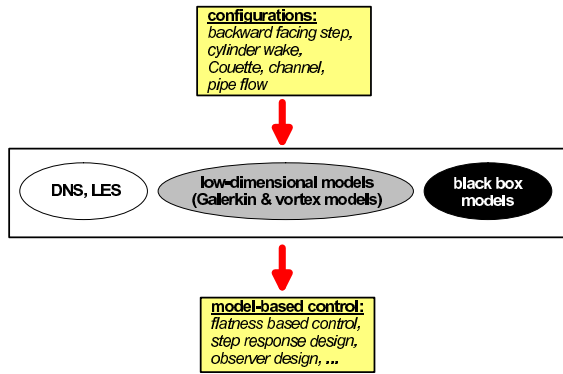 configurations:
backward facing step,
cylinder wake,
Couette, channel,
pipe flow
DNS, LES
low-dimensional models
(Galerkin & vortex models)
black box
models
model-based control:
flatness based control,
step response design,
observer design, ...